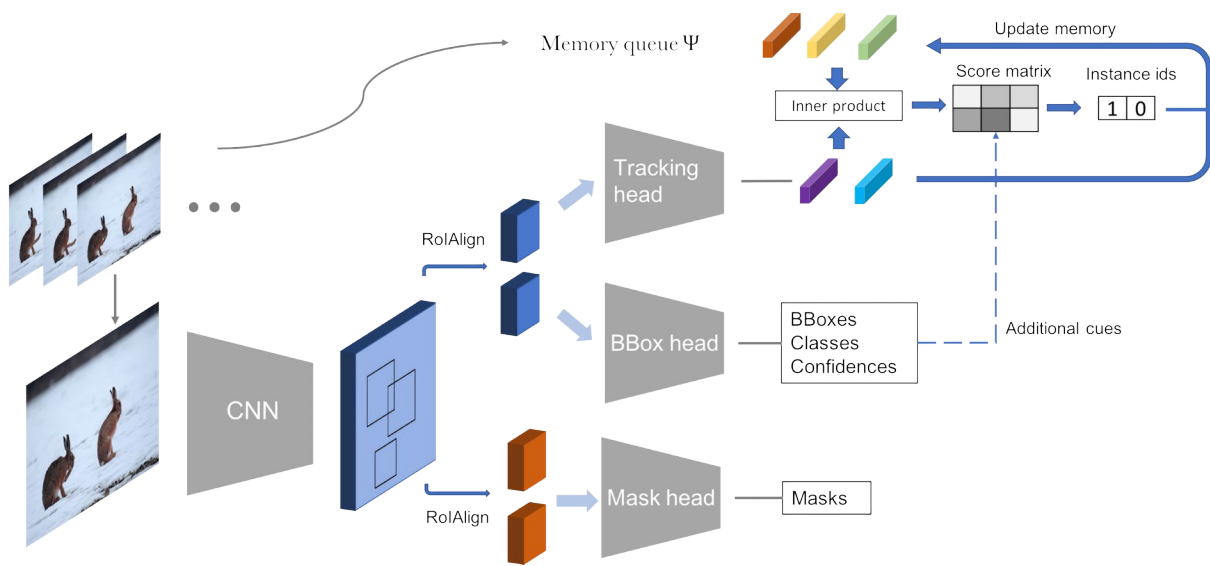 Memory queue Ψ
Update memory
Score matrix
Instance ids
Inner product
1 0
Tracking
head
RoIAlign
BBox head
BBoxes
Classes
Confidences
Additional cues
CNN
RoIAlign
Mask head
Masks